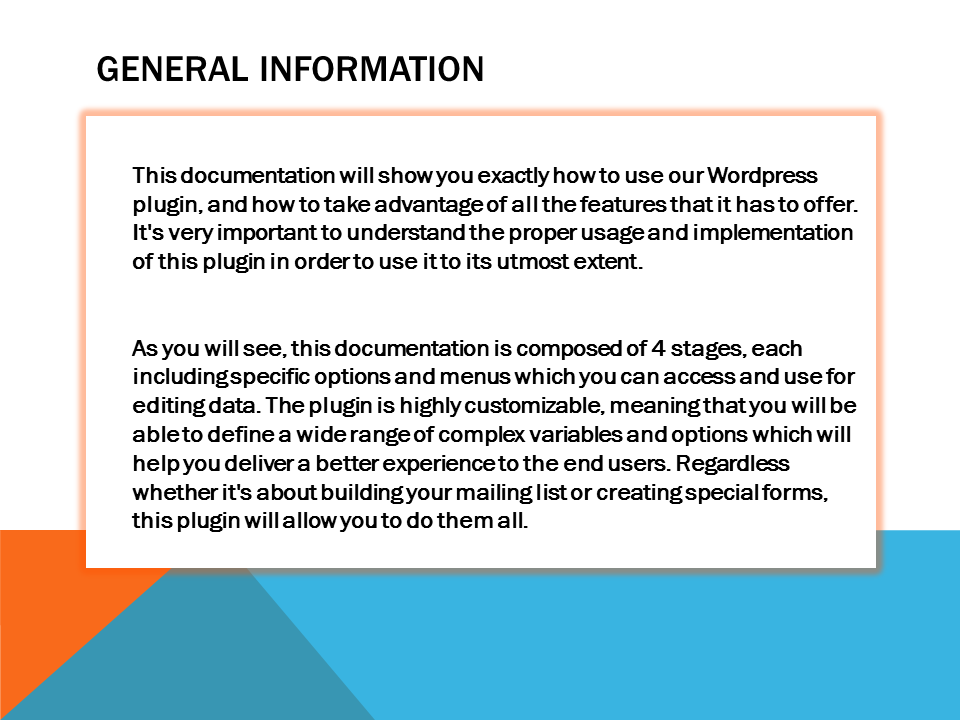 GENERAL INFORMATION
This documentation will show you exactly how to use our Wordpress
plugin, and how to take advantage of all the features that it has to offer.
It's very important to understand the proper usage and implementation
of this plugin in order to use it to its utmost extent.
As you will see, this documentation is composed of 4 stages, each
including specific options and menus which you can access and use for
editing data. The plugin is highly customizable, meaning that you will be
able to define a wide range of complex variables and options which will
help you deliver a better experience to the end users. Regardless
whether it's about building your mailing list or creating special forms,
this plugin will allow you to do them all.